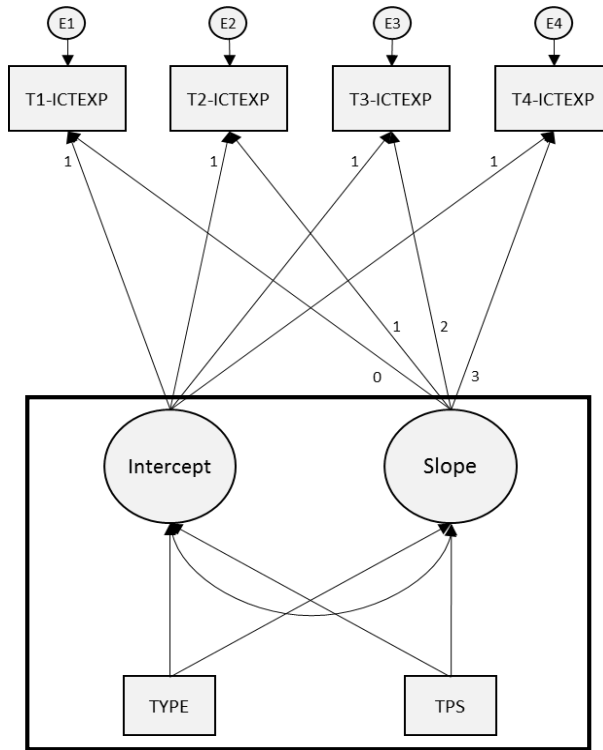 E1 E2 E3 E4
T1-ICTEXP T2-ICTEXP T3-ICTEXP T4-ICTEXP
1 1 1 1
1 2
0 3
Intercept Slope
TYPE TPS